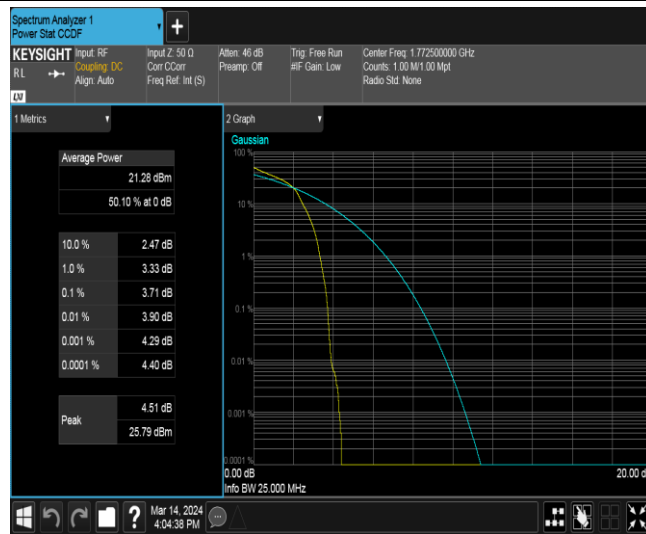 Spectrum Analyzer 1
Power Stat CCDF
+
KEYSIGHT Input: RF Input Z: 50 Ω Atten: 46 dB Trig: Free Run Center Freq: 1.772500000 GHz
RL Coupling: DC Corr CCorr Preamp: Off #IF Gain: Low Counts: 1.00 M/1.00 Mpt
Align: Auto Freq Ref: Int (S) Radio Std: None
LXI
1 Metrics
Average Power
21.28 dBm
50.10 % at 0 dB
10.0 % 2.47 dB
1.0 % 3.33 dB
0.1 % 3.71 dB
0.01 % 3.90 dB
0.001 % 4.29 dB
0.0001 % 4.40 dB
Peak 4.51 dB
25.79 dBm
2 Graph
Gaussian
100 %
10 %
1 %
0.1 %
0.01 %
0.001 %
0.0001 %
0.00 dB 20.00 d
Info BW 25.000 MHz
?
Mar 14, 2024
4:04:38 PM